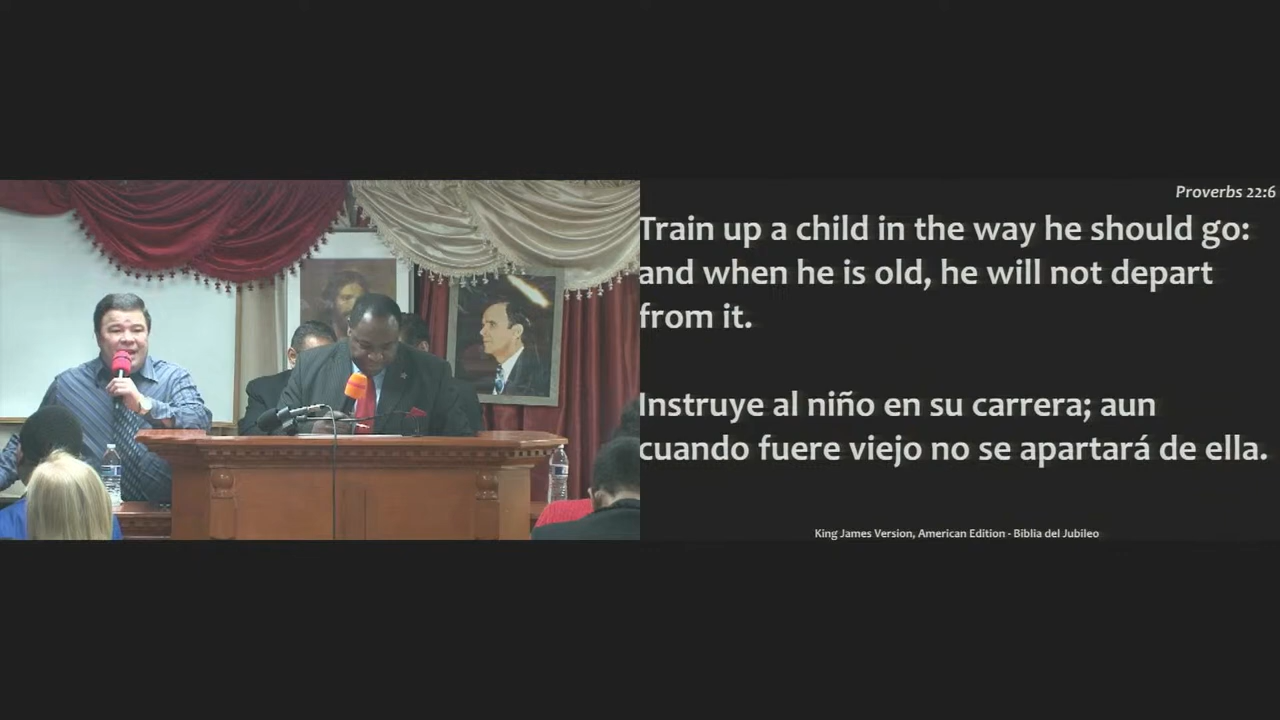 Proverbs 22:6
Train up a child in the way he should go:
and when he is old, he will not depart
from it.
Instruye al niño en su carrera; aun
cuando fuere viejo no se apartará de ella.
King James Version, American Edition - Biblia del Jubileo